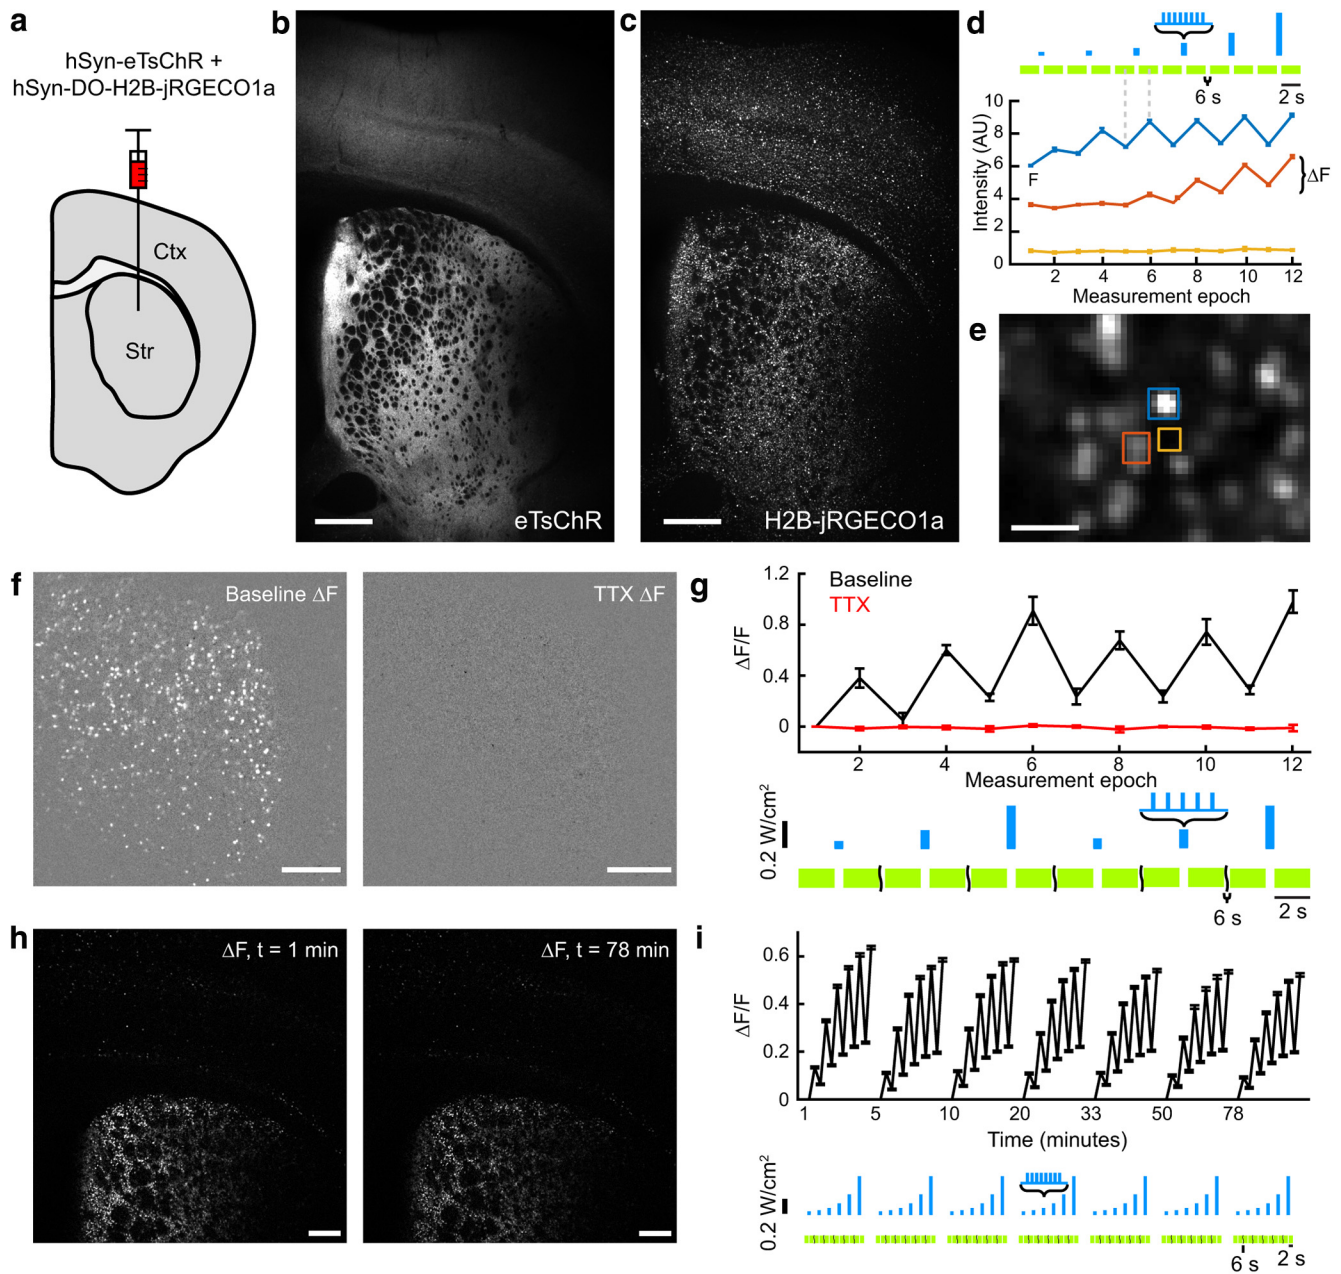 a
hSyn-eTsChR +
hSyn-DO-H2B-jRGECO1a
Ctx
Str
b
eTsChR
c
H2B-jRGECO1a
d
6 s
2 s
10
8
6
4
2
0
Intensity (AU)
F
ΔF
2
4
6
8
10
12
Measurement epoch
e
f
Baseline ΔF
TTX ΔF
g
1.2
0.8
0.4
0
ΔF/F
Baseline
TTX
2
4
6
8
10
12
Measurement epoch
0.2 W/cm²
6 s
2 s
h
ΔF, t = 1 min
ΔF, t = 78 min
i
0.6
0.4
0.2
0
ΔF/F
1
5
10
20
33
50
78
Time (minutes)
0.2 W/cm²
6 s
2 s